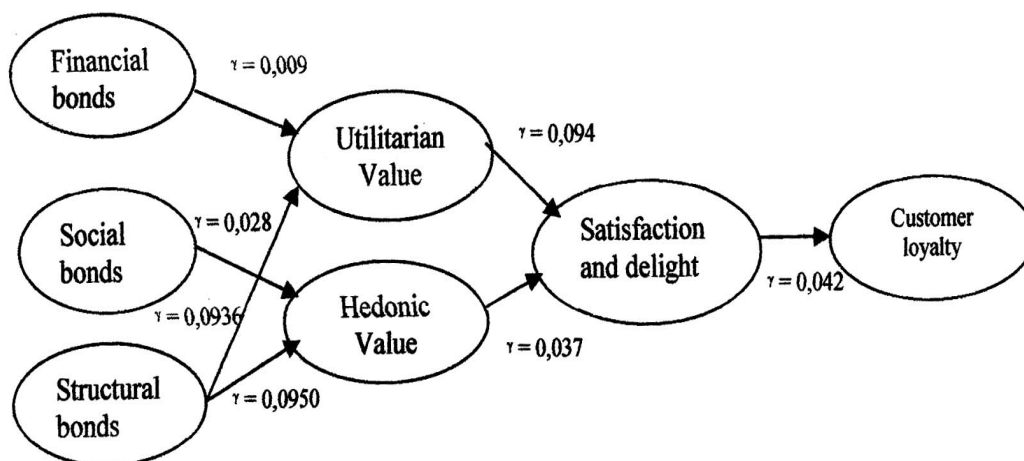 Financial
bonds
γ = 0,009
Utilitarian
Value
γ = 0,094
Social
bonds
γ = 0,028
Satisfaction
and delight
Customer
loyalty
γ = 0,042
γ = 0,0936
Hedonic
Value
γ = 0,037
Structural
bonds
γ = 0,0950